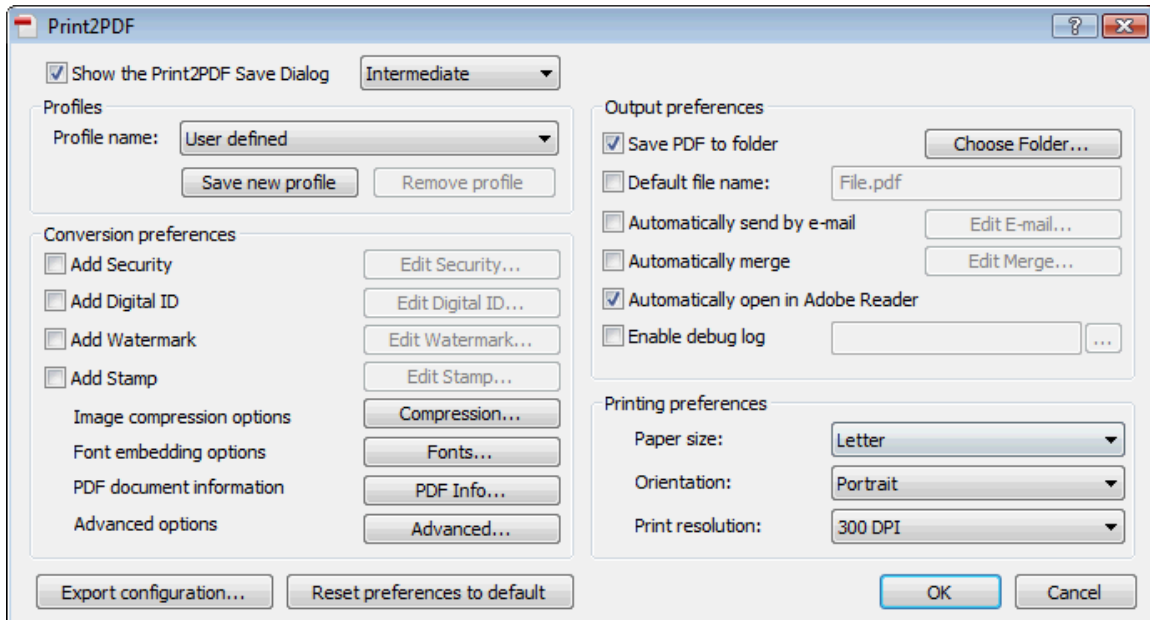 Print2PDF
Show the Print2PDF Save Dialog Intermediate
Profiles
Profile name: User defined
Save new profile Remove profile
Conversion preferences
Add Security Edit Security...
Add Digital ID Edit Digital ID...
Add Watermark Edit Watermark...
Add Stamp Edit Stamp...
Image compression options Compression...
Font embedding options Fonts...
PDF document information PDF Info...
Advanced options Advanced...
Output preferences
Save PDF to folder Choose Folder...
Default file name: File.pdf
Automatically send by e-mail Edit E-mail...
Automatically merge Edit Merge...
Automatically open in Adobe Reader
Enable debug log ...
Printing preferences
Paper size: Letter
Orientation: Portrait
Print resolution: 300 DPI
Export configuration... Reset preferences to default OK Cancel